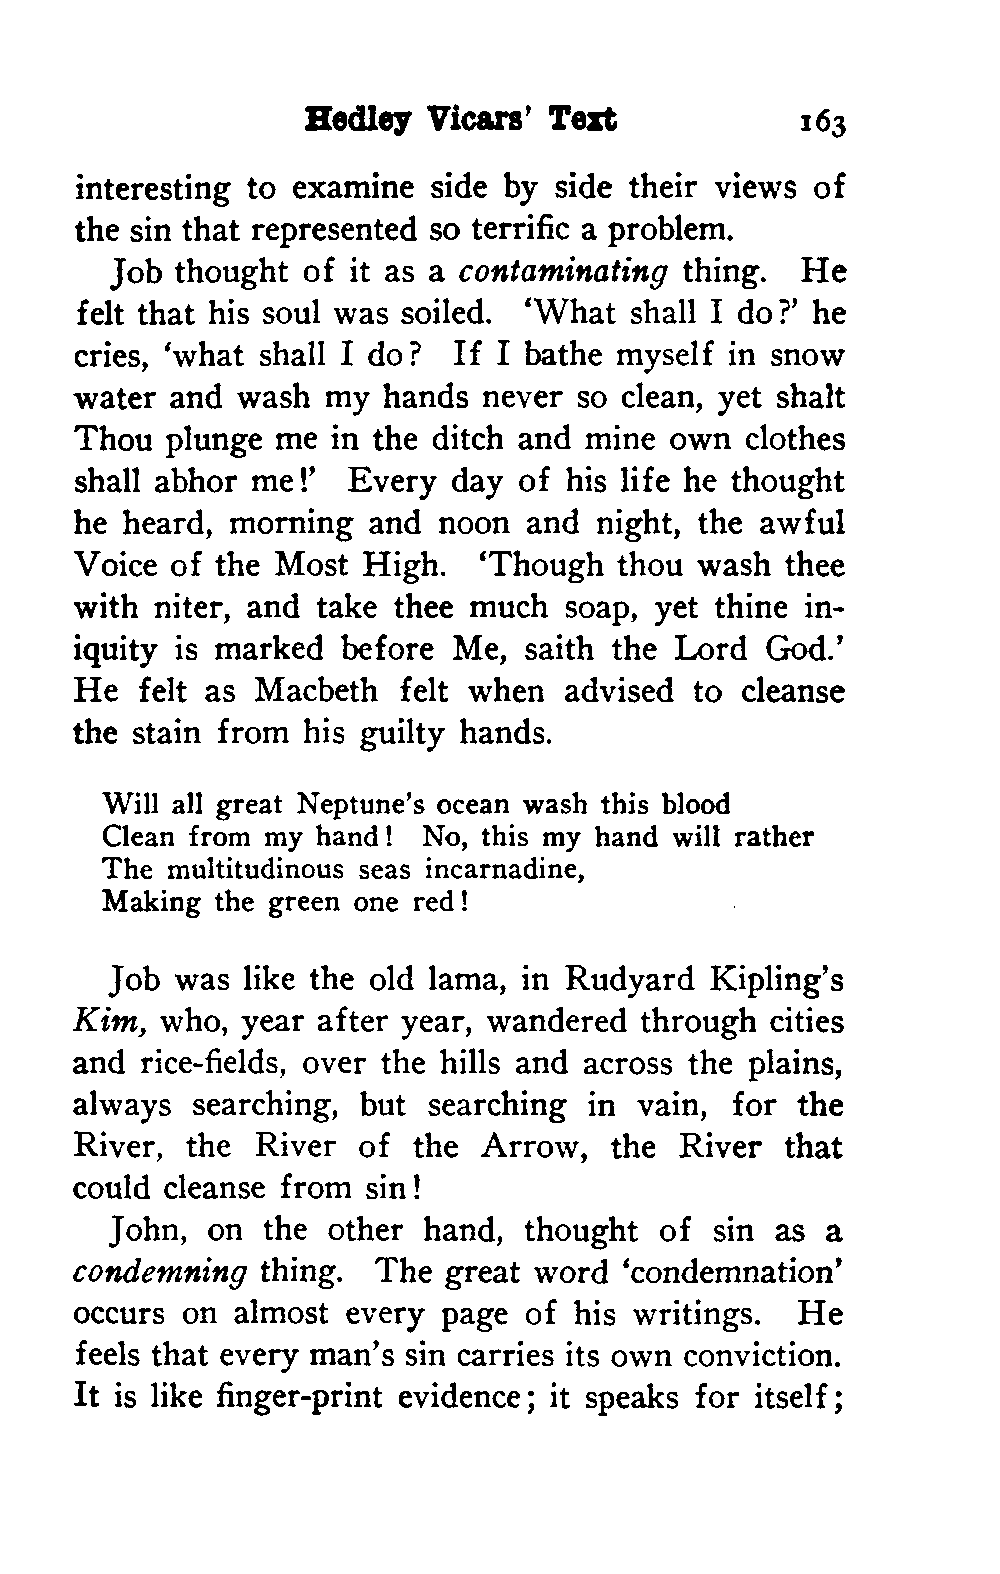 Hedley Vicars' Text 163
interesting to examine side by side their views of
the sin that represented so terrific a problem.
Job thought of it as a contaminating thing. He
felt that his soul was soiled. 'What shall I do?' he
cries, 'what shall I do? If I bathe myself in snow
water and wash my hands never so clean, yet shalt
Thou plunge me in the ditch and mine own clothes
shall abhor me!' Every day of his life he thought
he heard, morning and noon and night, the awful
Voice of the Most High. 'Though thou wash thee
with niter, and take thee much soap, yet thine in-
iquity is marked before Me, saith the Lord God.'
He felt as Macbeth felt when advised to cleanse
the stain from his guilty hands.
Will all great Neptune's ocean wash this blood
Clean from my hand! No, this my hand will rather
The multitudinous seas incarnadine,
Making the green one red!
Job was like the old lama, in Rudyard Kipling's
Kim, who, year after year, wandered through cities
and rice-fields, over the hills and across the plains,
always searching, but searching in vain, for the
River, the River of the Arrow, the River that
could cleanse from sin!
John, on the other hand, thought of sin as a
condemning thing. The great word 'condemnation'
occurs on almost every page of his writings. He
feels that every man's sin carries its own conviction.
It is like finger-print evidence; it speaks for itself;